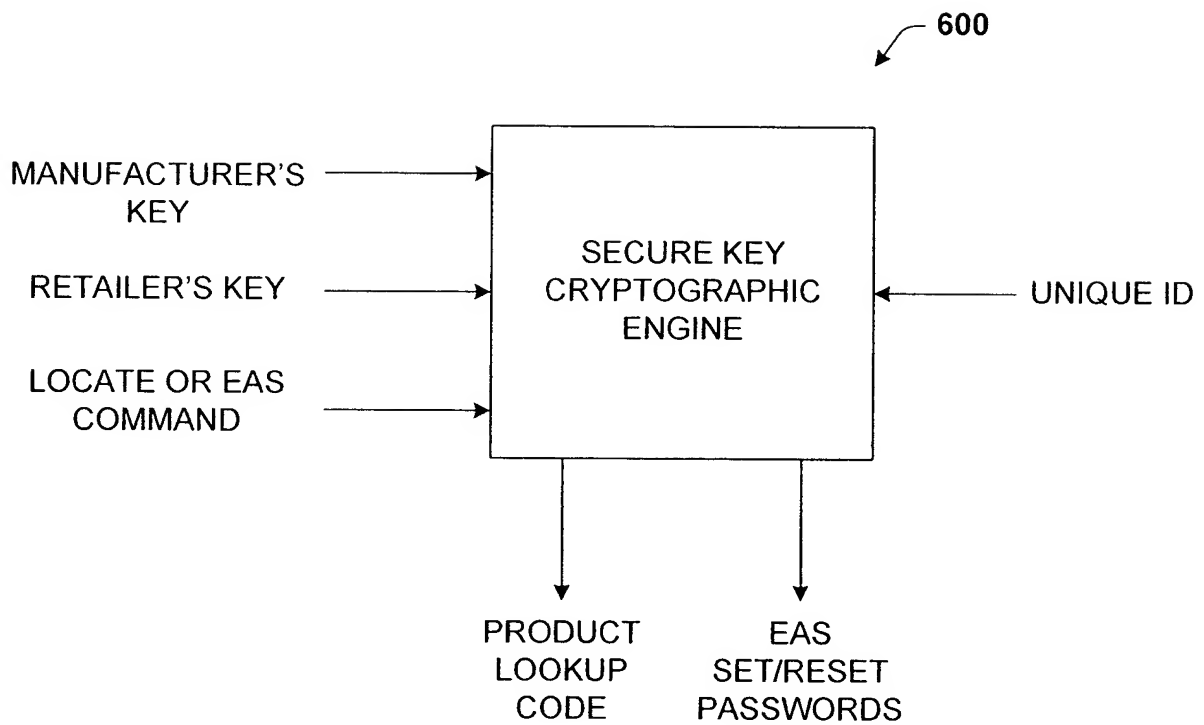 600
MANUFACTURER'S
KEY
RETAILER'S KEY
LOCATE OR EAS
COMMAND
SECURE KEY
CRYPTOGRAPHIC
ENGINE
UNIQUE ID
PRODUCT
LOOKUP
CODE
EAS
SET/RESET
PASSWORDS